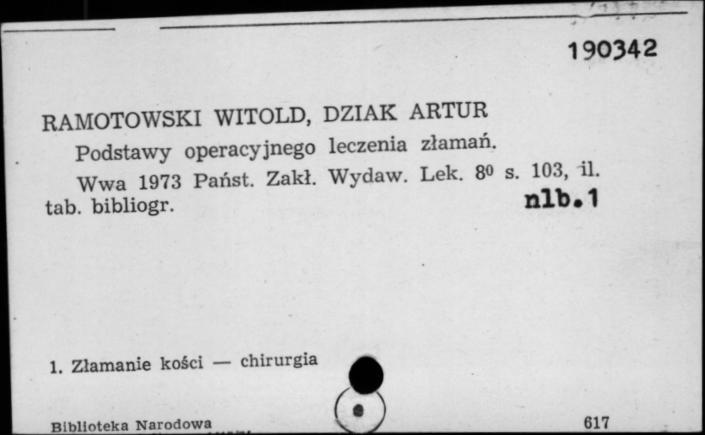 190342
RAMOTOWSKI WITOLD, DZIAK ARTUR
Podstawy operacyjnego leczenia złamań.
Wwa 1973 Państ. Zakł. Wydaw. Lek. 8⁰ s. 103, il.
tab. bibliogr. nlb.1
1. Złamanie kości — chirurgia
Biblioteka Narodowa 617